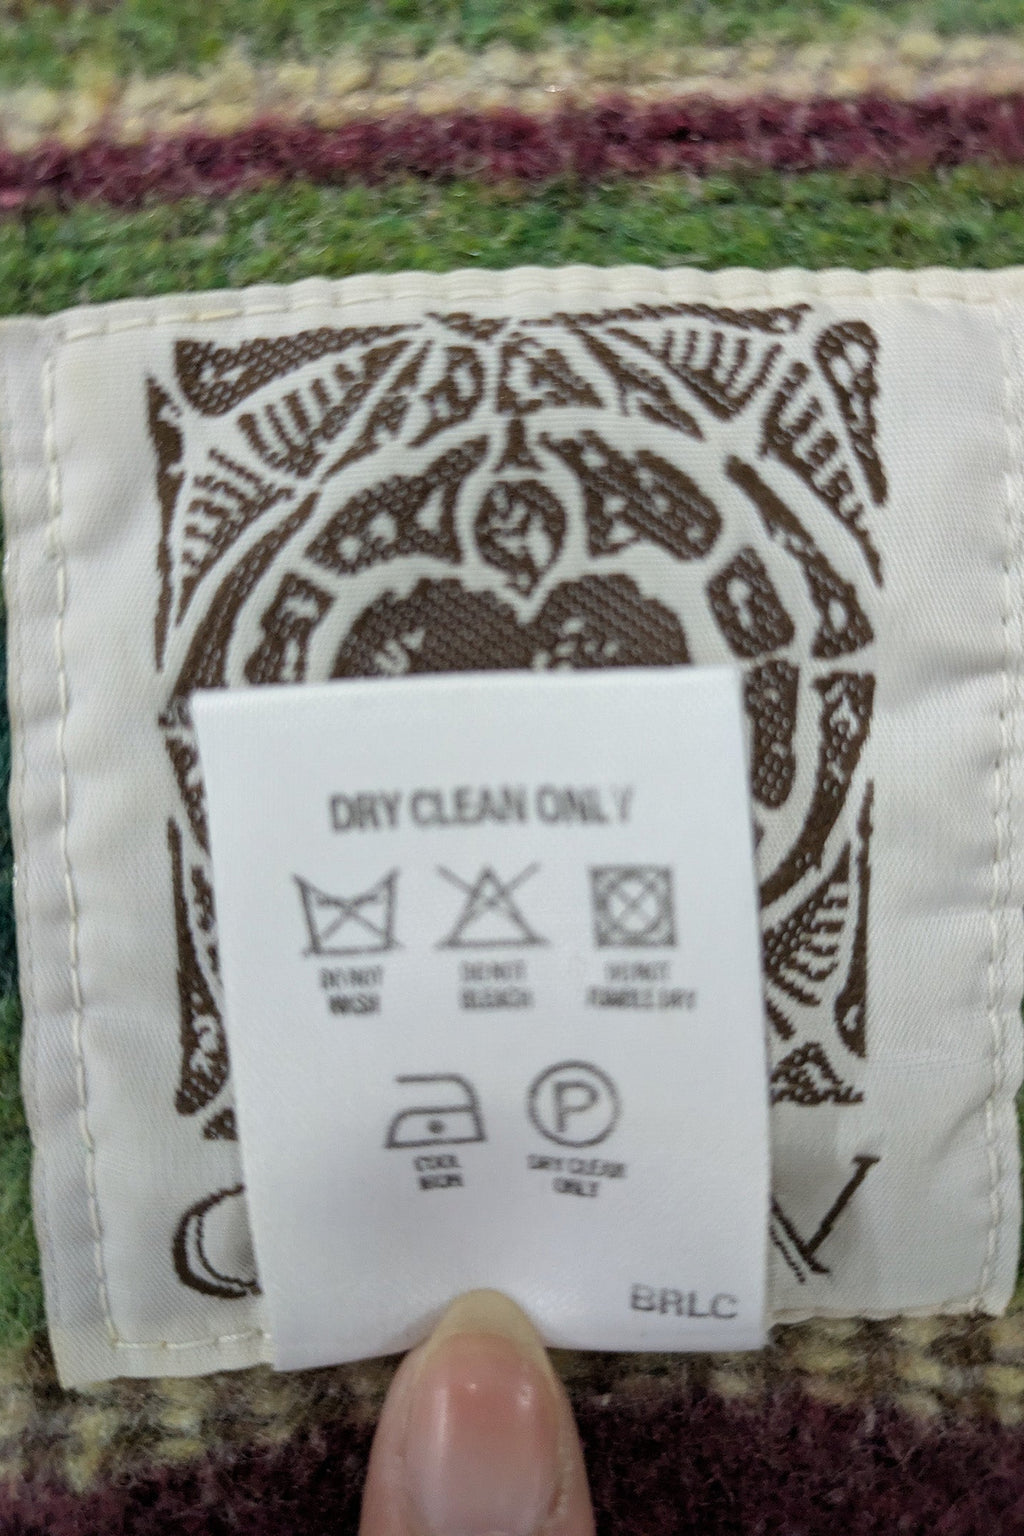 DRY CLEAN ONLY
DO NOT
WASH
DO NOT
BLEACH
DO NOT
TUMBLE DRY
COOL
IRON
P
DRY CLEAN
ONLY
BRLC